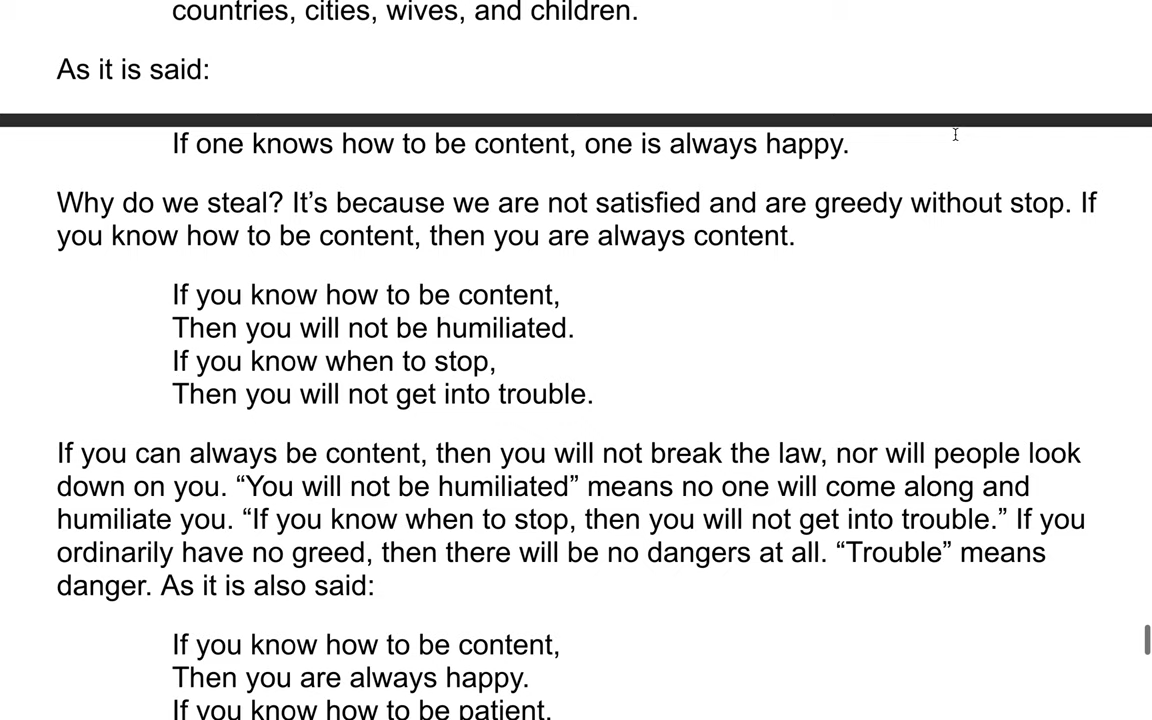 countries, cities, wives, and children.
As it is said:
If one knows how to be content, one is always happy.
Why do we steal? It’s because we are not satisfied and are greedy without stop. If
you know how to be content, then you are always content.
If you know how to be content,
Then you will not be humiliated.
If you know when to stop,
Then you will not get into trouble.
If you can always be content, then you will not break the law, nor will people look
down on you. “You will not be humiliated” means no one will come along and
humiliate you. “If you know when to stop, then you will not get into trouble.” If you
ordinarily have no greed, then there will be no dangers at all. “Trouble” means
danger. As it is also said:
If you know how to be content,
Then you are always happy.
If you know how to be patient,